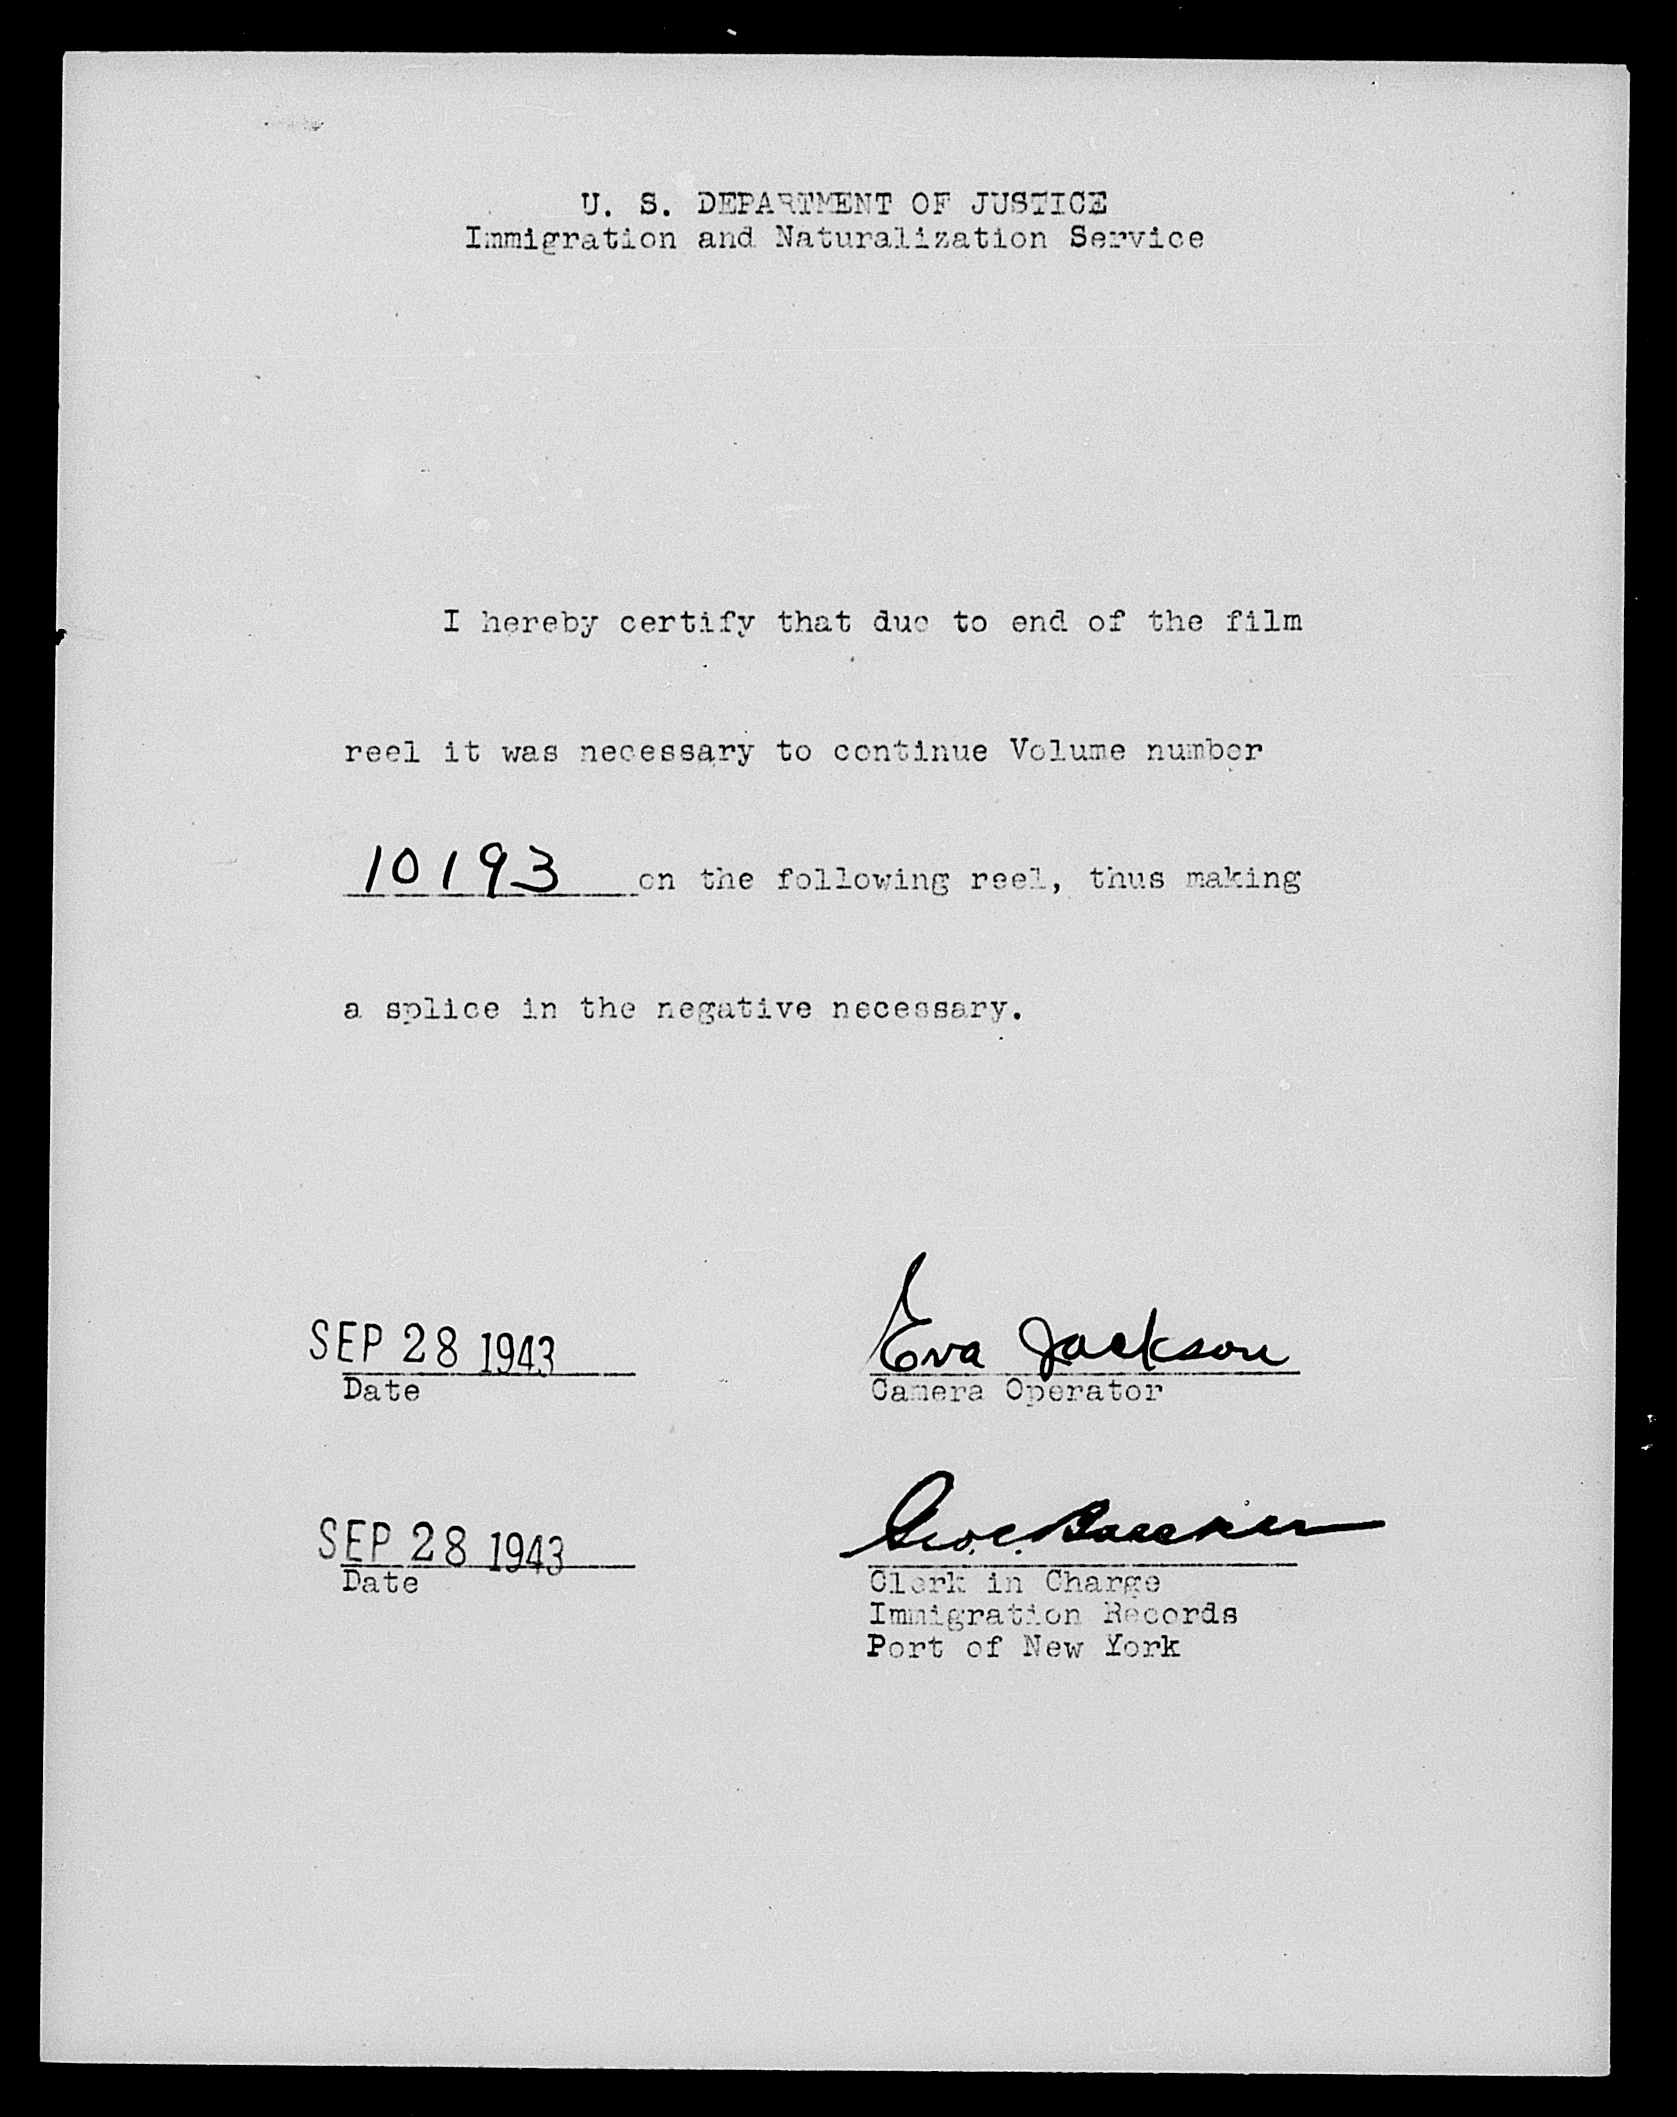 U. S. DEPARTMENT OF JUSTICE
Immigration and Naturalization Service
I hereby certify that due to end of the film
reel it was necessary to continue Volume number
10193 on the following reel, thus making
a splice in the negative necessary.
SEP 28 1943
Eva Jackson
Date
Camera Operator
SEP 28 1943
Geo. C.
Date
Clerk in Charge
Immigration Records
Port of New York